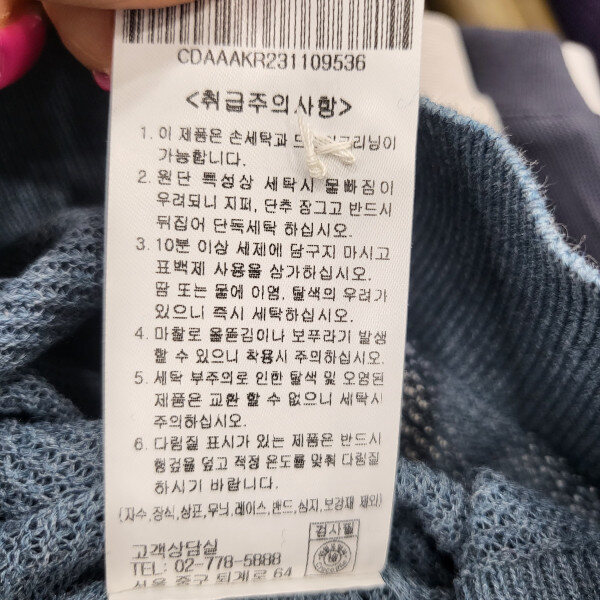 CDAAAKR231109536
<취급주의사항>
1. 이 제품은 손세탁과 드 크리닝이
가능합니다.
2. 원단 특성상 세탁시 물빠짐이
우려되니 지퍼, 단추 장그고 반드시
뒤집어 단독세탁 하십시오.
3. 10분 이상 세제에 담구지 마시고
표백제 사용을 삼가하십시오.
땀 또는 물에 이염, 탈색의 우려가
있으니 즉시 세탁하십시오.
4. 마찰로 올뜯김이나 보푸라기 발생
할 수 있으니 착용시 주의하십시오.
5. 세탁 부주의로 인한 탈색 및 오염된
제품은 교환 할 수 없으니 세탁시
주의하십시오.
6. 다림질 표시가 있는 제품은 반드시
헝겊을 덮고 적정 온도를 맞춰 다림질
하시기 바랍니다.
(자수,장식,상표,무늬,레이스,밴드,심지,보강재 제외)
고객상담실
검사필
TEL: 02-778-5888
서울 중구 퇴계로 64